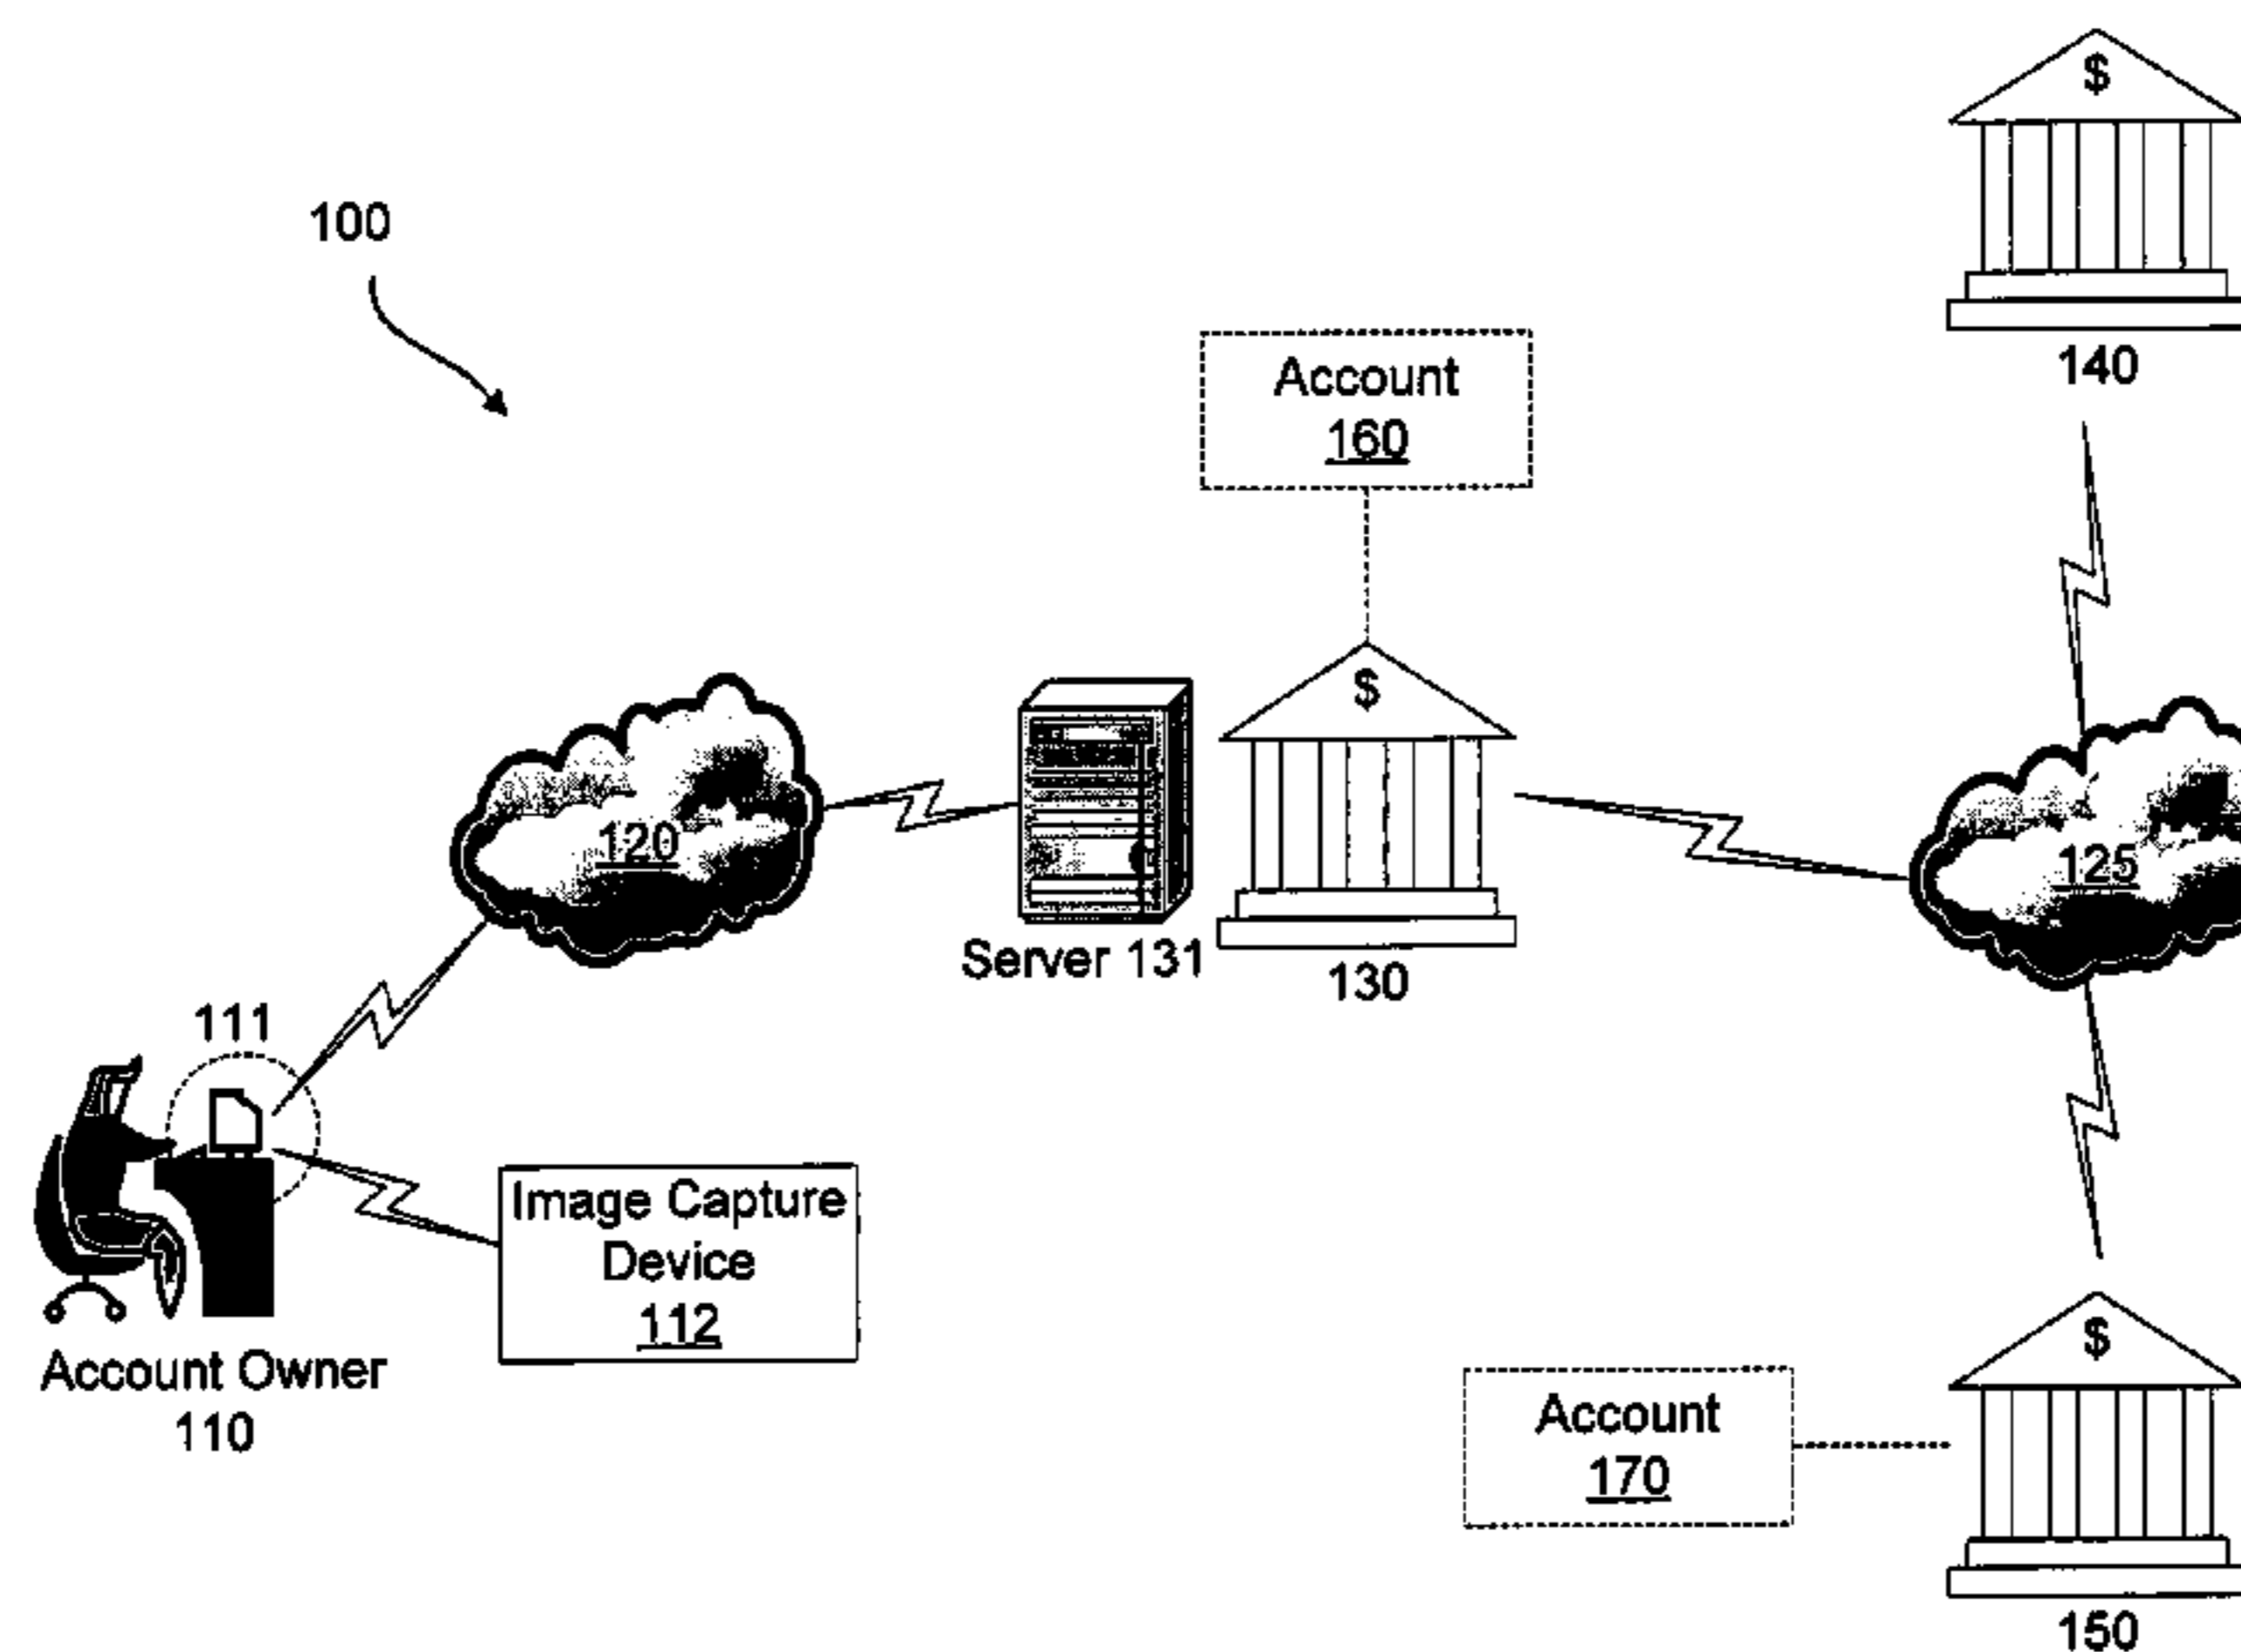 $
140
100
Account
160
$
120
125
Server 131
130
111
Image Capture
Device
112
Account Owner
110
$
Account
170
150